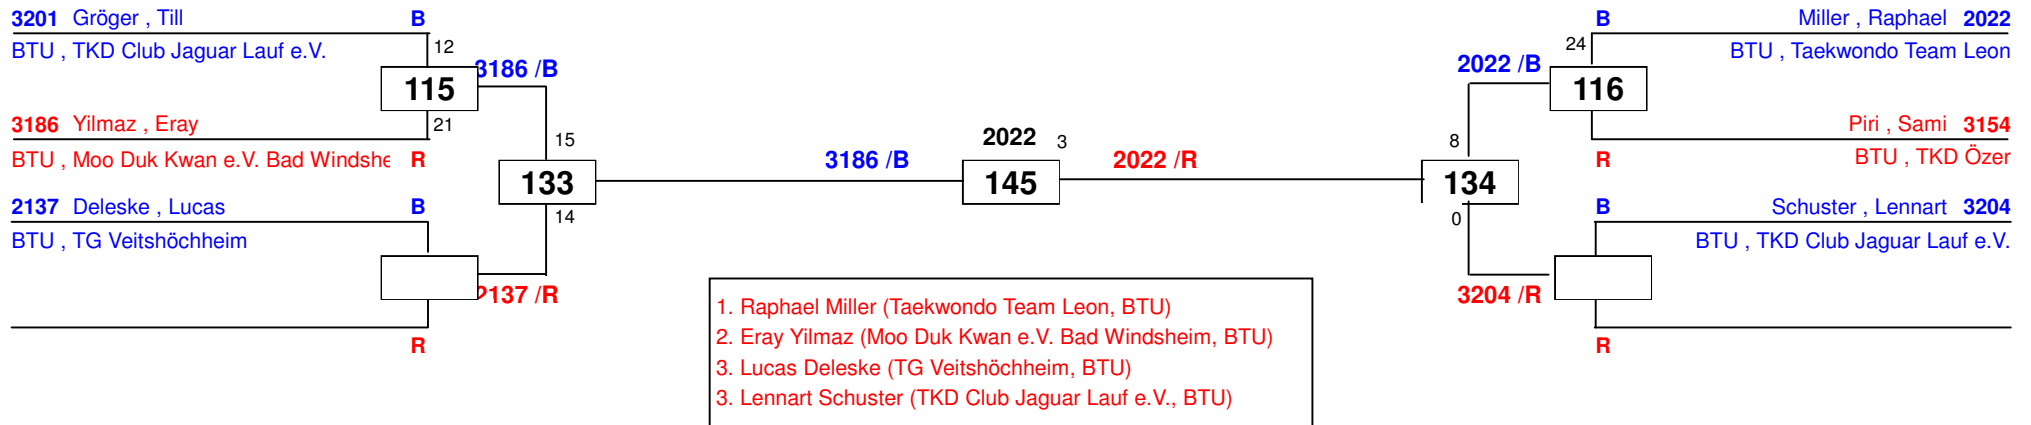 3201 Gröger , Till B
BTU , TKD Club Jaguar Lauf e.V.
12
115
3186 /B
3186 Yilmaz , Eray
21
BTU , Moo Duk Kwan e.V. Bad Windshe R
15
133
14
2137 Deleske , Lucas B
BTU , TG Veitshöchheim
2137 /R
R
3186 /B
2022 3
145
2022 /R
B Miller , Raphael 2022
24
BTU , Taekwondo Team Leon
2022 /B
116
Piri , Sami 3154
R BTU , TKD Özer
8
134
0
B Schuster , Lennart 3204
BTU , TKD Club Jaguar Lauf e.V.
3204 /R
R
1. Raphael Miller (Taekwondo Team Leon, BTU)
2. Eray Yilmaz (Moo Duk Kwan e.V. Bad Windsheim, BTU)
3. Lucas Deleske (TG Veitshöchheim, BTU)
3. Lennart Schuster (TKD Club Jaguar Lauf e.V., BTU)